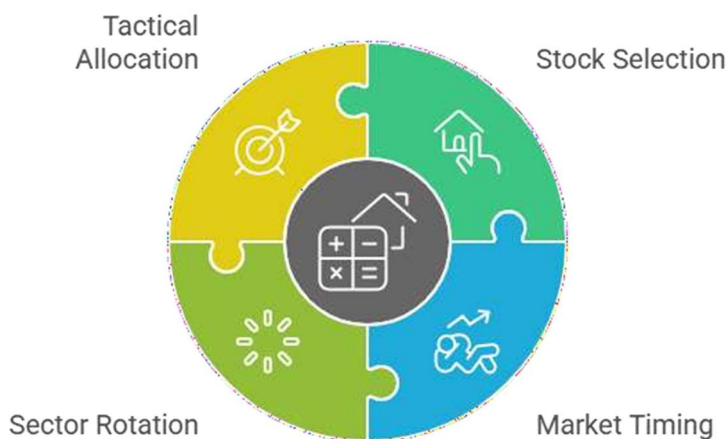 Tactical
Allocation
Stock Selection
Sector Rotation
Market Timing